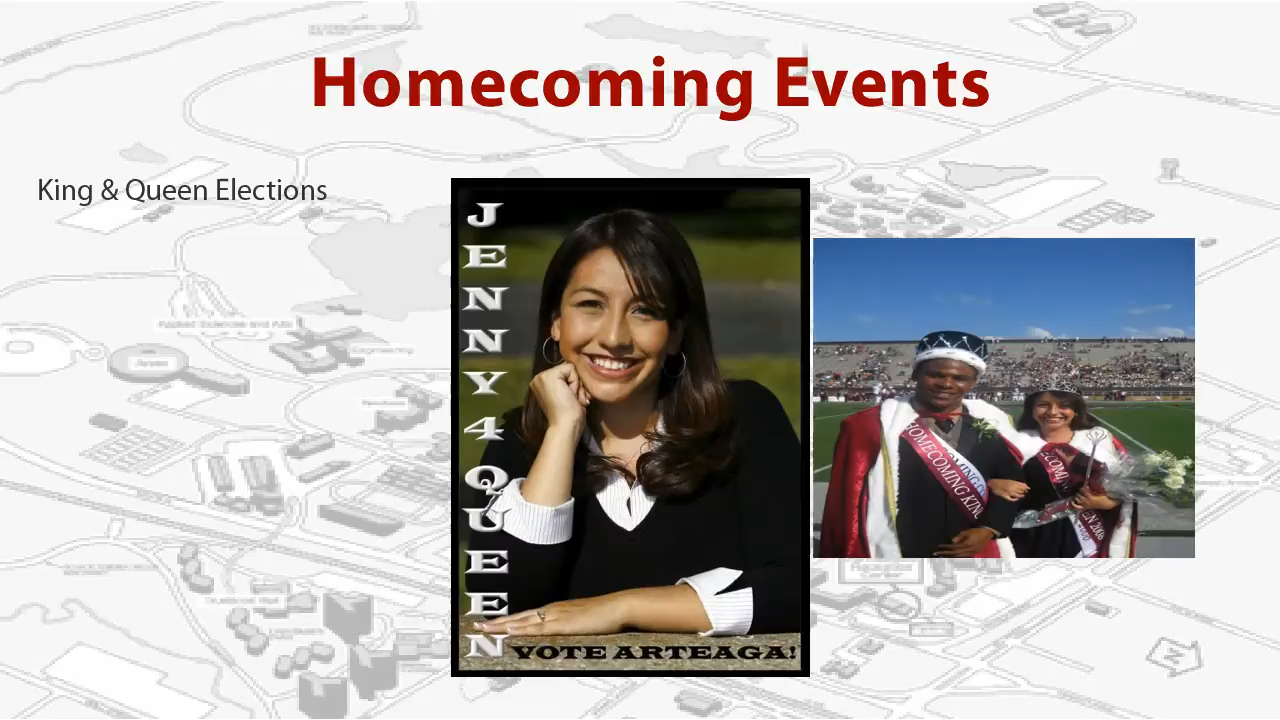 Homecoming Events
King & Queen Elections
JENNY4QUEEN
VOTE ARTEAGA!
HOMECOMING KING